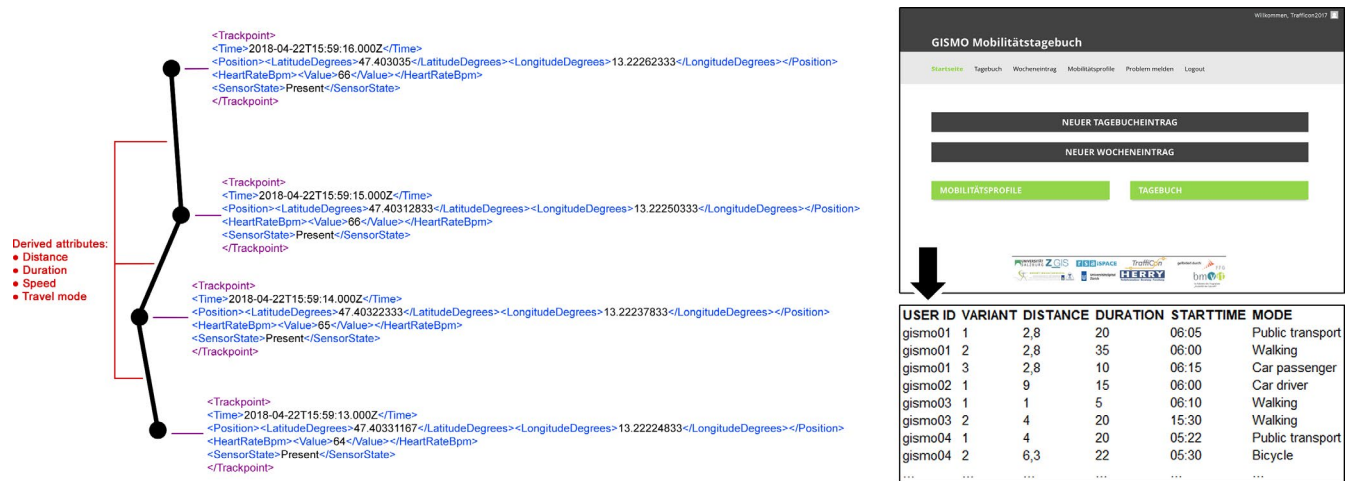 <Trackpoint>
<Time>2018-04-22T15:59:16.000Z</Time>
<Position><LatitudeDegrees>47.403035</LatitudeDegrees><LongitudeDegrees>13.22262333</LongitudeDegrees></Position>
<HeartRateBpm><Value>66</Value></HeartRateBpm>
<SensorState>Present</SensorState>
</Trackpoint>
<Trackpoint>
<Time>2018-04-22T15:59:15.000Z</Time>
<Position><LatitudeDegrees>47.40312833</LatitudeDegrees><LongitudeDegrees>13.22250333</LongitudeDegrees></Position>
<HeartRateBpm><Value>66</Value></HeartRateBpm>
<SensorState>Present</SensorState>
</Trackpoint>
Derived attributes:
● Distance
● Duration
● Speed
● Travel mode
<Trackpoint>
<Time>2018-04-22T15:59:14.000Z</Time>
<Position><LatitudeDegrees>47.40322333</LatitudeDegrees><LongitudeDegrees>13.22237833</LongitudeDegrees></Position>
<HeartRateBpm><Value>65</Value></HeartRateBpm>
<SensorState>Present</SensorState>
</Trackpoint>
<Trackpoint>
<Time>2018-04-22T15:59:13.000Z</Time>
<Position><LatitudeDegrees>47.40331167</LatitudeDegrees><LongitudeDegrees>13.22224833</LongitudeDegrees></Position>
<HeartRateBpm><Value>64</Value></HeartRateBpm>
<SensorState>Present</SensorState>
</Trackpoint>
Willkommen, Trafficon2017
GISMO Mobilitätstagebuch
Startseite Tagebuch Wocheneintrag Mobilitätsprofile Problem melden Logout
NEUER TAGEBUCHEINTRAG
NEUER WOCHENEINTRAG
MOBILITÄTSPROFILE TAGEBUCH
Z_GIS rsa iSPACE TraffiCon gefördert durch FFG
HERRY bmvit
USER ID VARIANT DISTANCE DURATION STARTTIME MODE
gismo01 1 2,8 20 06:05 Public transport
gismo01 2 2,8 35 06:00 Walking
gismo01 3 2,8 10 06:15 Car passenger
gismo02 1 9 15 06:00 Car driver
gismo03 1 1 5 06:10 Walking
gismo03 2 4 20 15:30 Walking
gismo04 1 4 20 05:22 Public transport
gismo04 2 6,3 22 05:30 Bicycle
... ... ... ... ... ...